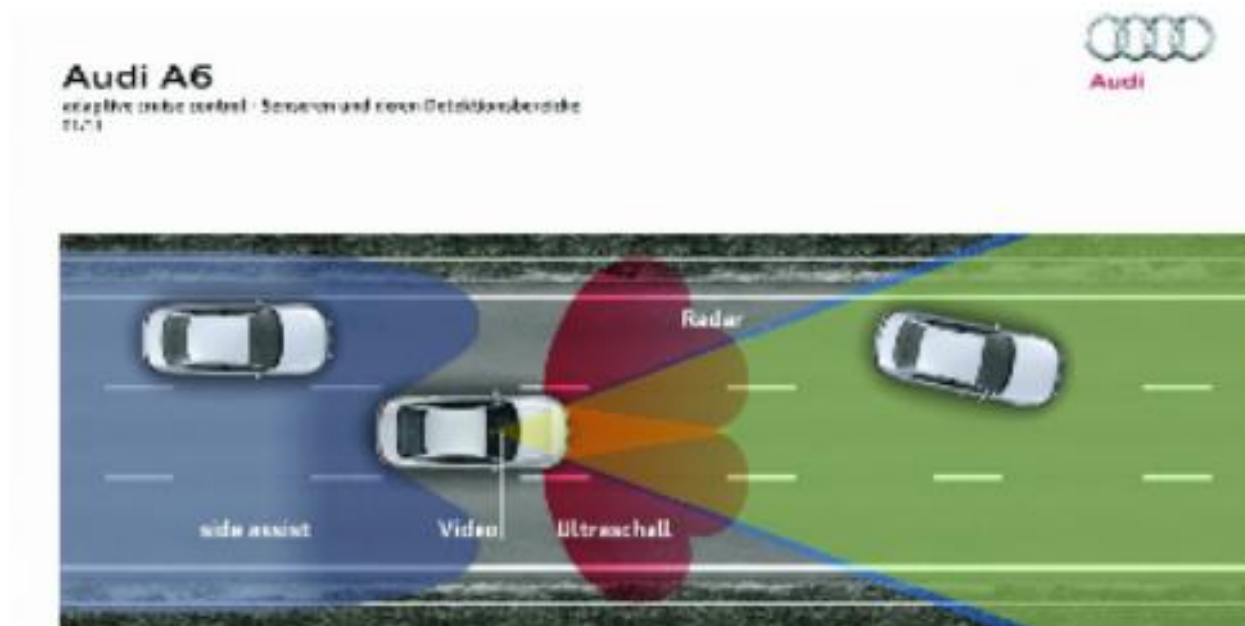 Audi A6
adaptive cruise control - Sensoren und deren Detektionsbereiche
Audi
Radar
side assist
Video
Ultraschall